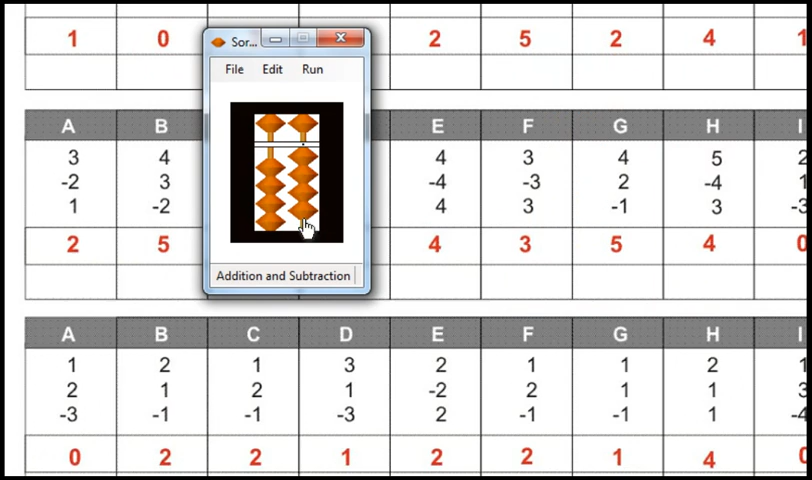 1 0 2 5 2 4 1
Sor...
File Edit Run
A B E F G H I
3 4 4 3 4 5 2
-2 3 -4 -3 2 -4 1
1 -2 4 3 -1 3 -3
2 5 4 3 5 4 0
Addition and Subtraction
A B C D E F G H I
1 2 1 3 2 1 1 2 1
2 1 2 1 -2 2 1 1 3
-3 -1 -1 -3 2 -1 -1 1 -4
0 2 2 1 2 2 1 4 0